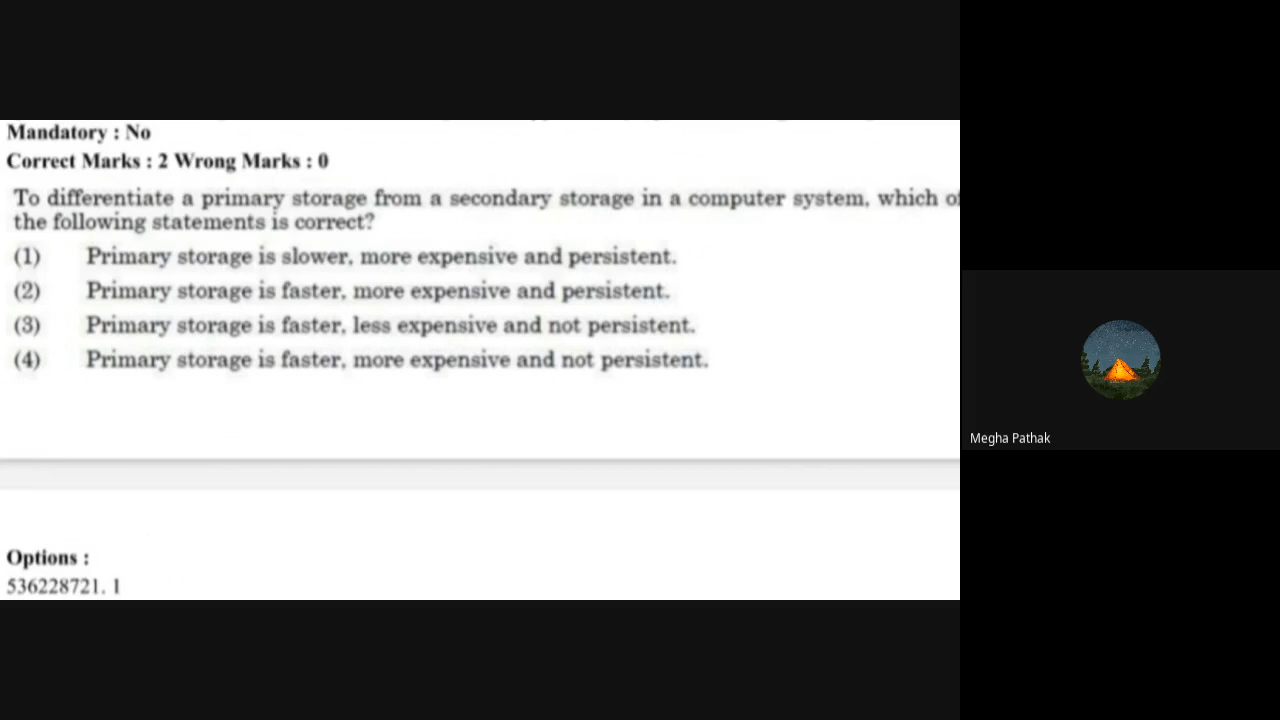 Mandatory : No
Correct Marks : 2 Wrong Marks : 0
To differentiate a primary storage from a secondary storage in a computer system, which of
the following statements is correct?
(1) Primary storage is slower, more expensive and persistent.
(2) Primary storage is faster, more expensive and persistent.
(3) Primary storage is faster, less expensive and not persistent.
(4) Primary storage is faster, more expensive and not persistent.
Megha Pathak
Options :
536228721. 1